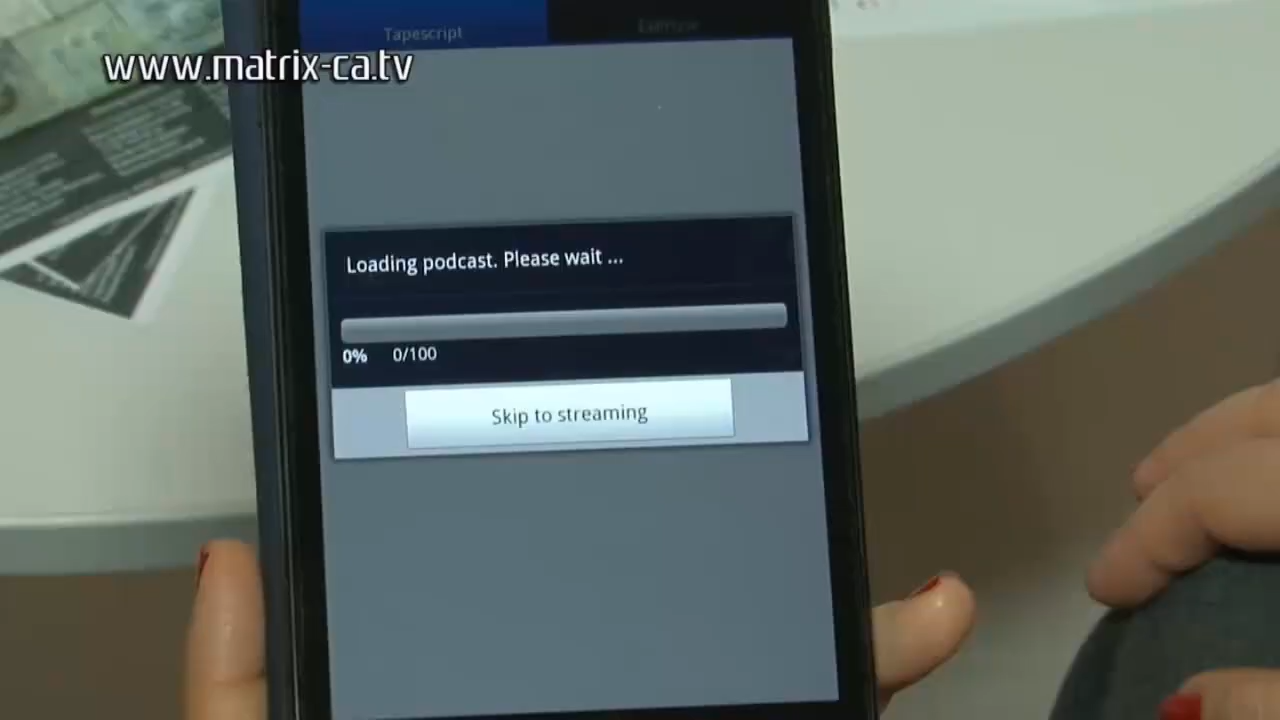 Tapescript
www.matrix-ca.tv
Loading podcast. Please wait ...
0% 0/100
Skip to streaming